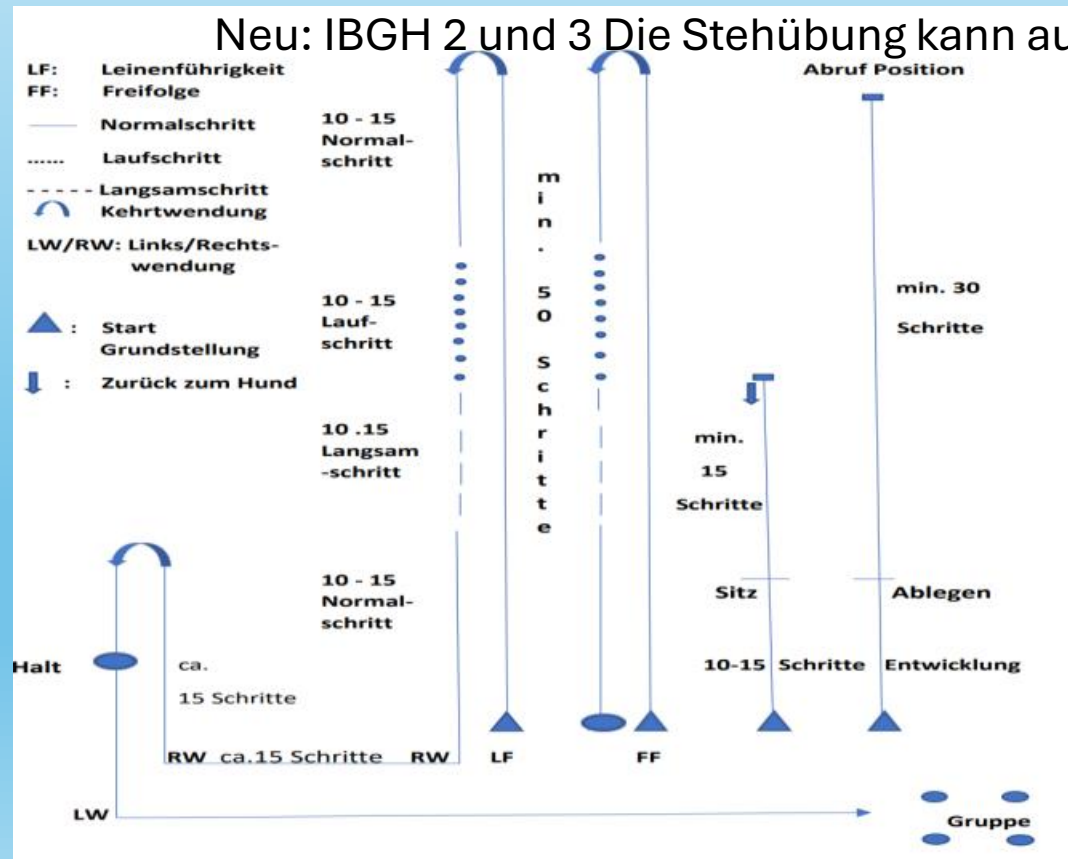 Neu: IBGH 2 und 3 Die Stehübung kann au
LF: Leinenführigkeit
FF: Freifolge
Normalschritt
...... Laufschritt
- - - - - Langsamschritt
Kehrtwendung
LW/RW: Links/Rechts-
wendung
: Start
Grundstellung
: Zurück zum Hund
10 - 15
Normal-
schritt
10 - 15
Lauf-
schritt
10 .15
Langsam
-schritt
10 - 15
Normal-
schritt
min. 50 Schritte
Abruf Position
min. 30
Schritte
min.
15
Schritte
Sitz
Ablegen
10-15 Schritte Entwicklung
Halt
ca.
15 Schritte
RW ca.15 Schritte RW
LF
FF
LW
Gruppe